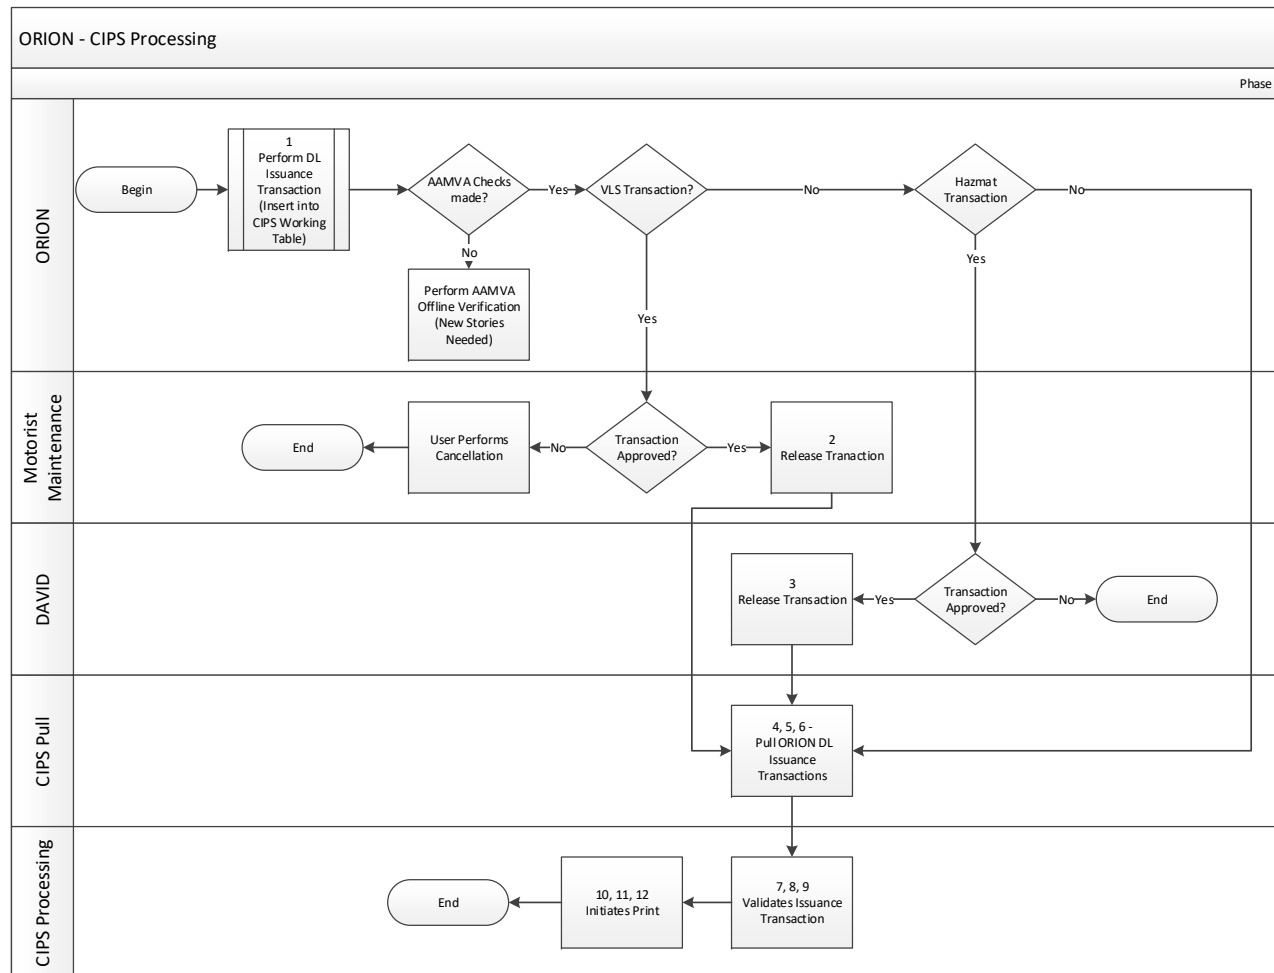 ORION - CIPS Processing
Phase
ORION
Begin
1
Perform DL
Issuance
Transaction
(Insert into
CIPS Working
Table)
AAMVA Checks
made?
Yes
VLS Transaction?
No
Hazmat
Transaction
No
No
Perform AAMVA
Offline Verification
(New Stories
Needed)
Yes
Yes
Motorist
Maintenance
End
User Performs
Cancellation
No
Transaction
Approved?
Yes
2
Release Tranaction
DAVID
3
Release Transaction
Yes
Transaction
Approved?
No
End
CIPS Pull
4, 5, 6 -
Pull ORION DL
Issuance
Transactions
CIPS Processing
End
10, 11, 12
Initiates Print
7, 8, 9
Validates Issuance
Transaction